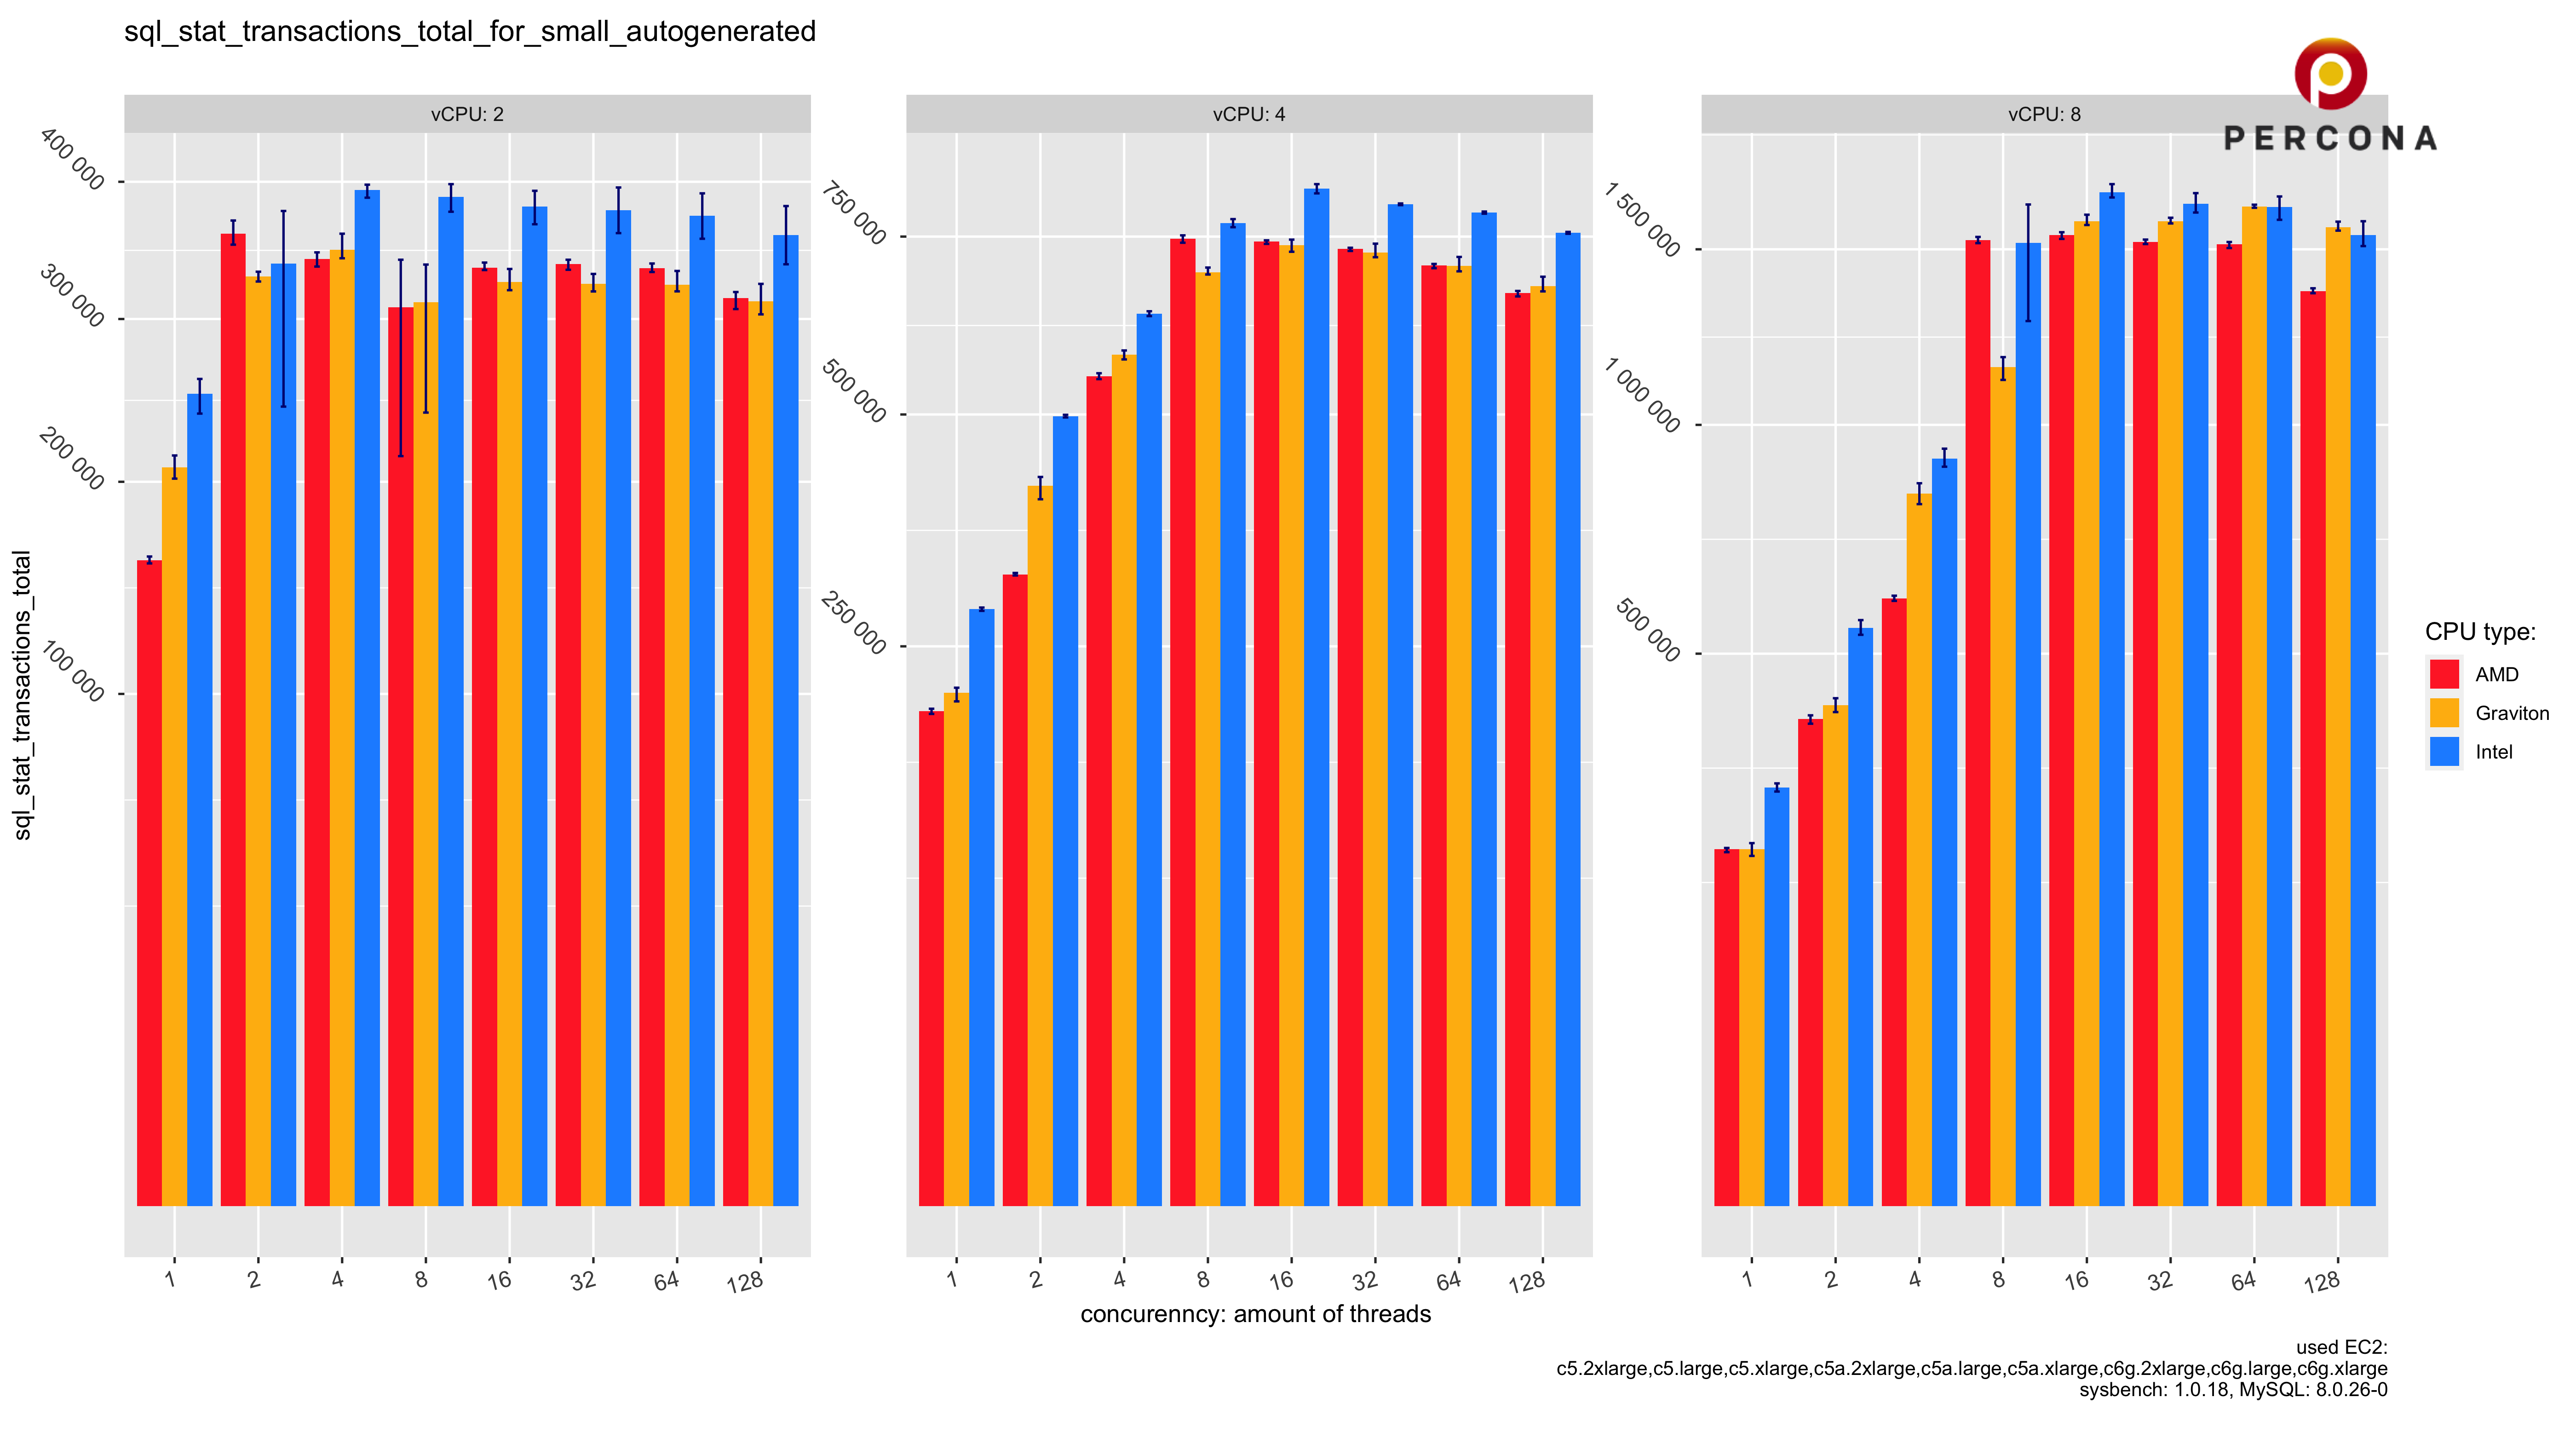 sql_stat_transactions_total_for_small_autogenerated
PERCONA
vCPU: 2
vCPU: 4
vCPU: 8
sql_stat_transactions_total
400 000
300 000
200 000
100 000
750 000
500 000
250 000
1 500 000
1 000 000
500 000
1 2 4 8 16 32 64 128
1 2 4 8 16 32 64 128
1 2 4 8 16 32 64 128
concurenncy: amount of threads
CPU type:
AMD
Graviton
Intel
used EC2:
c5.2xlarge,c5.large,c5.xlarge,c5a.2xlarge,c5a.large,c5a.xlarge,c6g.2xlarge,c6g.large,c6g.xlarge
sysbench: 1.0.18, MySQL: 8.0.26-0